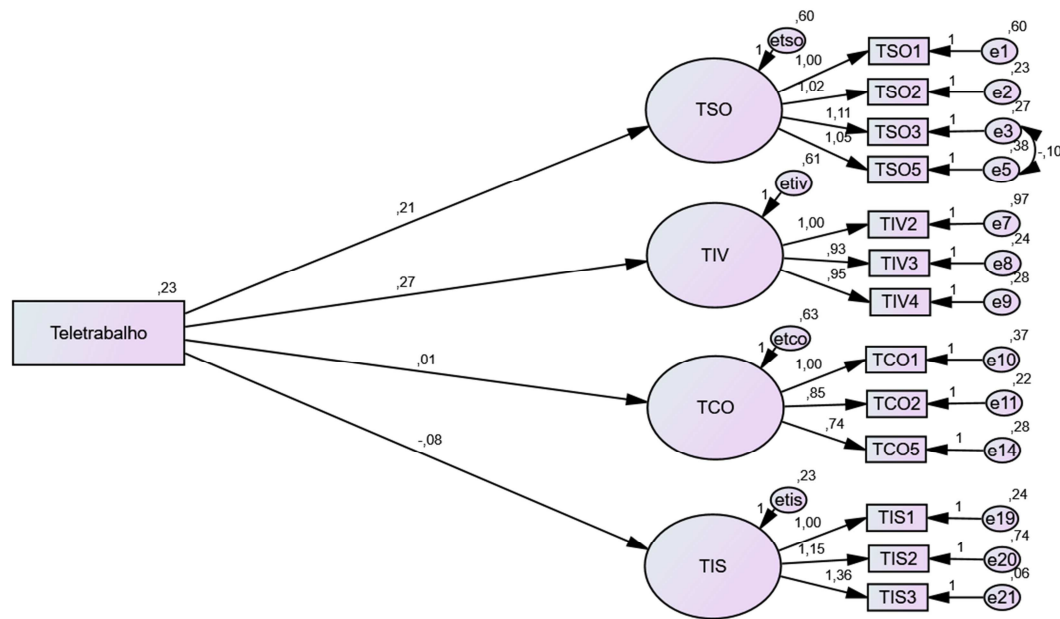 ,23
Teletrabalho
,21
,27
,01
-,08
,60
etso
1
TSO
1,00
1,02
1,11
1,05
TSO1
TSO2
TSO3
TSO5
1
1
1
1
,60
e1
,23
e2
,27
e3
,38
e5
-,10
,61
etiv
1
TIV
1,00
,93
,95
TIV2
TIV3
TIV4
1
1
1
,97
e7
,24
e8
,28
e9
,63
etco
1
TCO
1,00
,85
,74
TCO1
TCO2
TCO5
1
1
1
,37
e10
,22
e11
,28
e14
,23
etis
1
TIS
1,00
1,15
1,36
TIS1
TIS2
TIS3
1
1
1
,24
e19
,74
e20
,06
e21